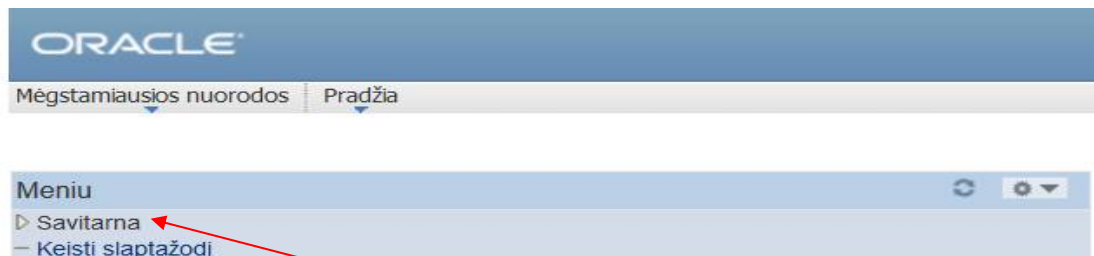 ORACLE
Mėgstamiausios nuorodos Pradžia
Meniu
Savitarna
Keisti slaptažodį